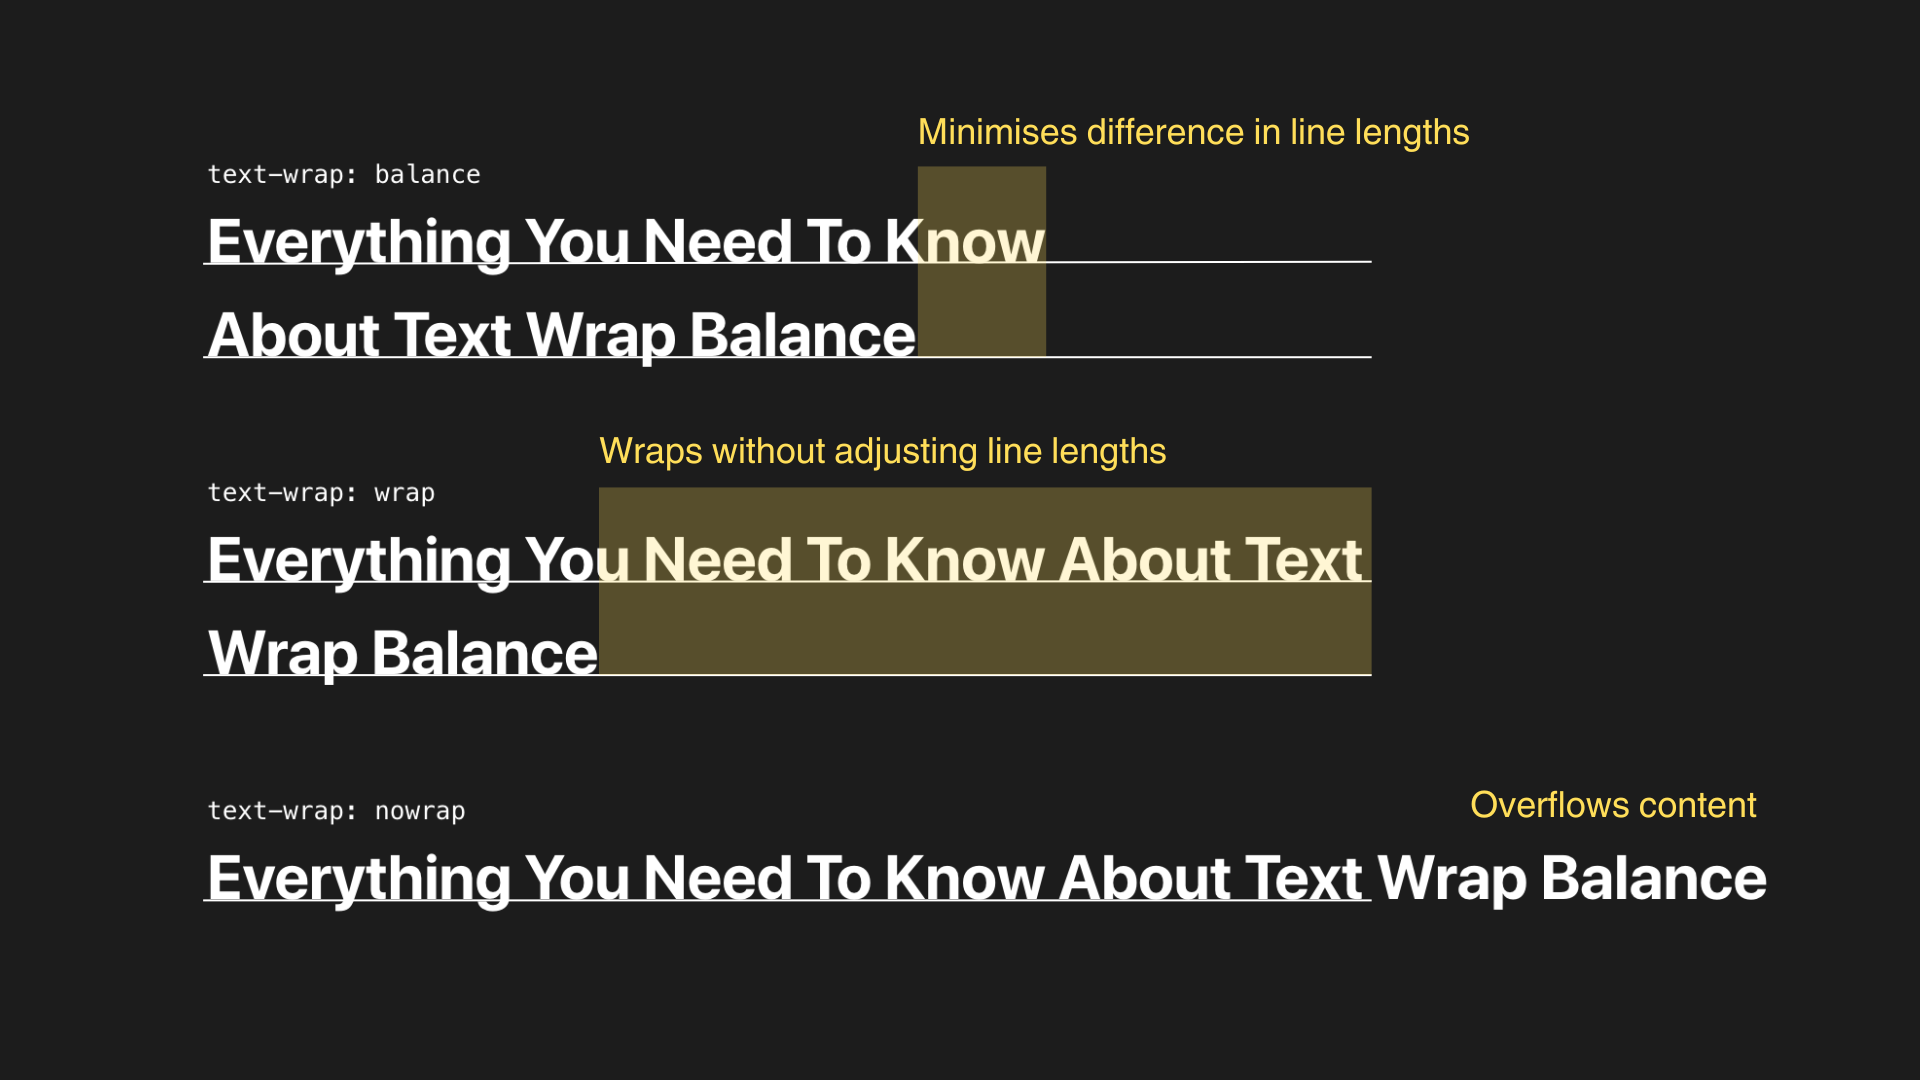 Minimises difference in line lengths
text-wrap: balance
Everything You Need To Know
About Text Wrap Balance
Wraps without adjusting line lengths
text-wrap: wrap
Everything You Need To Know About Text
Wrap Balance
Overflows content
text-wrap: nowrap
Everything You Need To Know About Text Wrap Balance